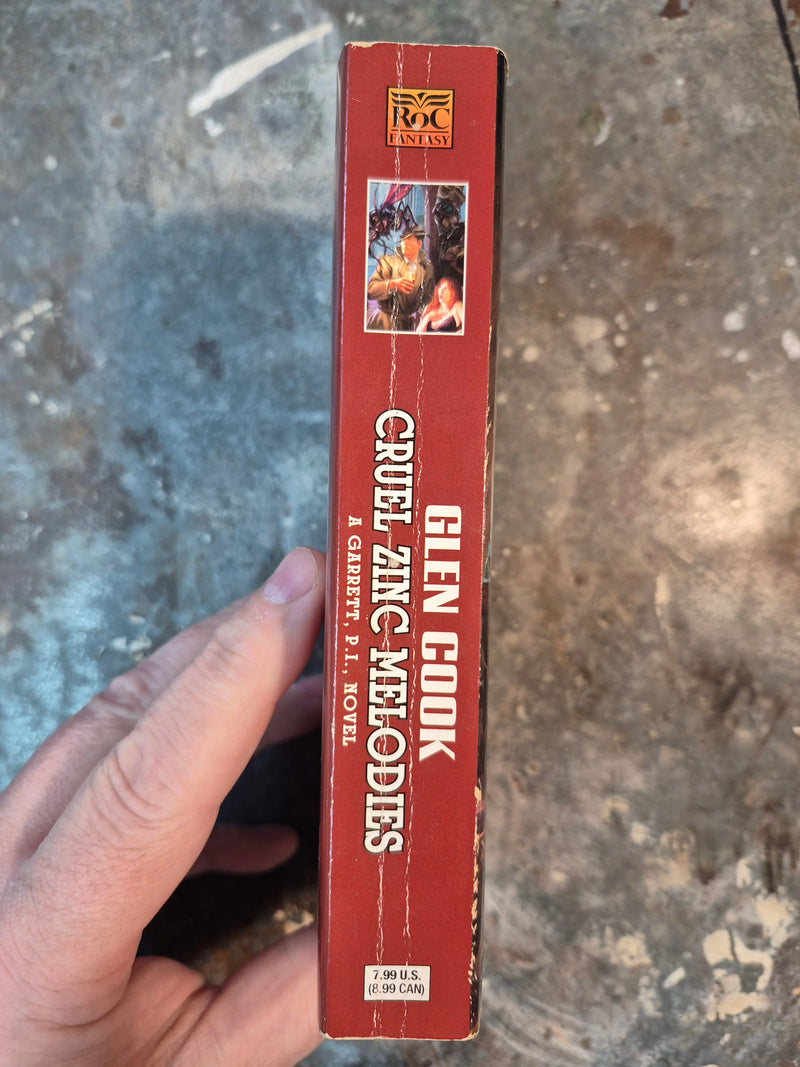 RoC
FANTASY
GLEN COOK
CRUEL ZINC MELODIES
A GARRETT, P.I., NOVEL
7.99 U.S.
(8.99 CAN)